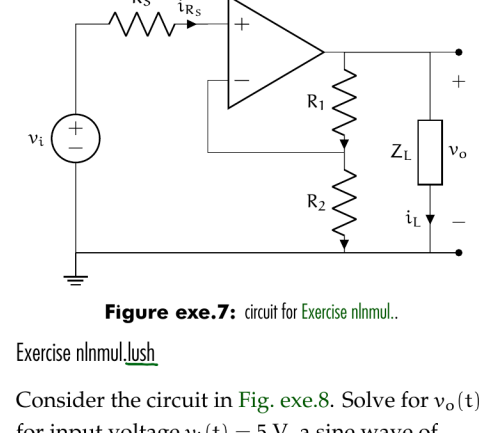 R_S i_{R_S}
+
−
R_1
+
v_i
+
−
Z_L
v_o
R_2
i_L
−
Figure exe.7: circuit for Exercise nlnmul..
Exercise nlnmul.lush
Consider the circuit in Fig. exe.8. Solve for v_o(t)